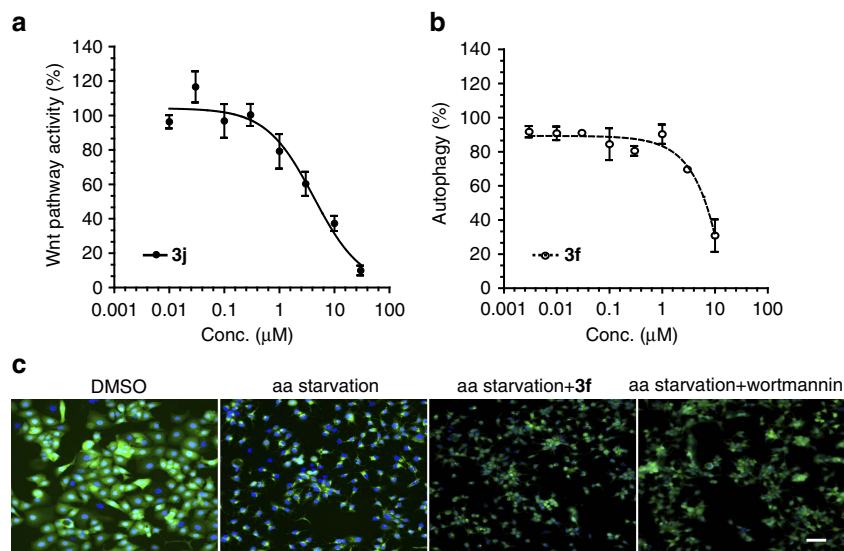 a
140
120
100
80
60
40
20
0
Wnt pathway activity (%)
3j
0.001 0.01 0.1 1 10 100
Conc. (μM)
b
140
120
100
80
60
40
20
0
Autophagy (%)
3f
0.001 0.01 0.1 1 10 100
Conc. (μM)
c
DMSO aa starvation aa starvation+3f aa starvation+wortmannin